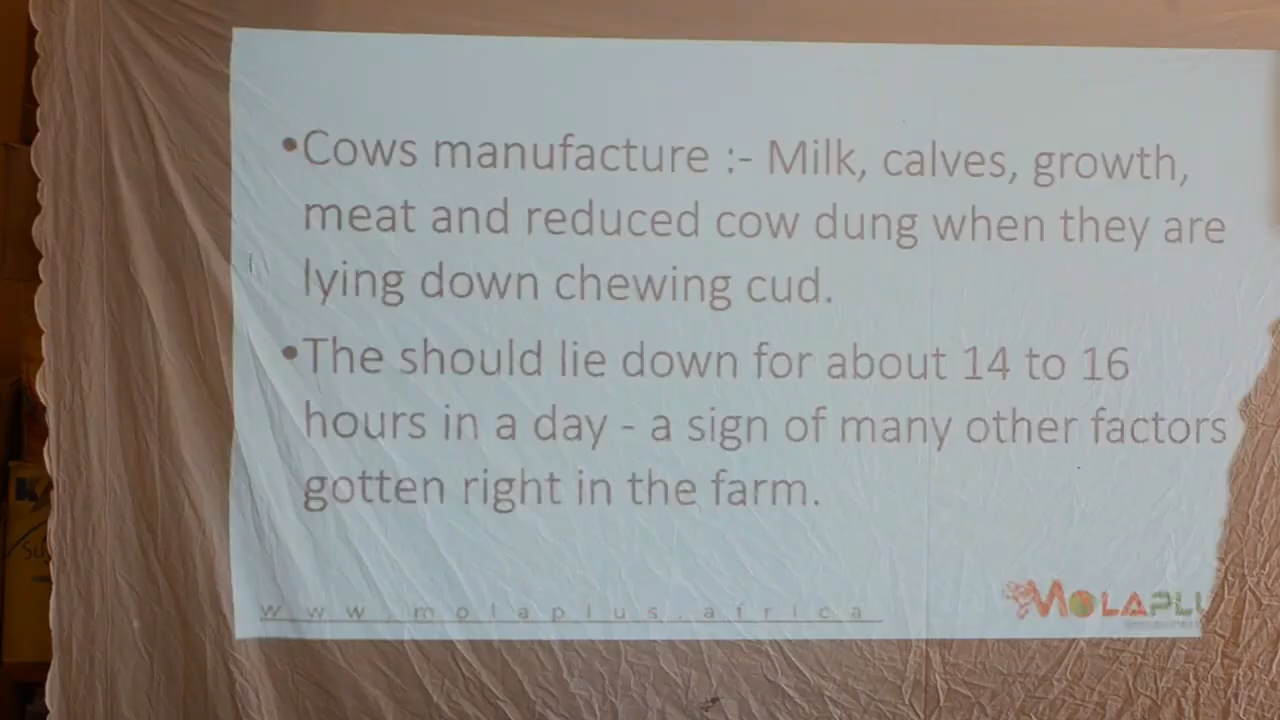 •Cows manufacture :- Milk, calves, growth,
meat and reduced cow dung when they are
lying down chewing cud.
•The should lie down for about 14 to 16
hours in a day - a sign of many other factors
gotten right in the farm.
www.molaplus.africa
MOLAPLU
Su